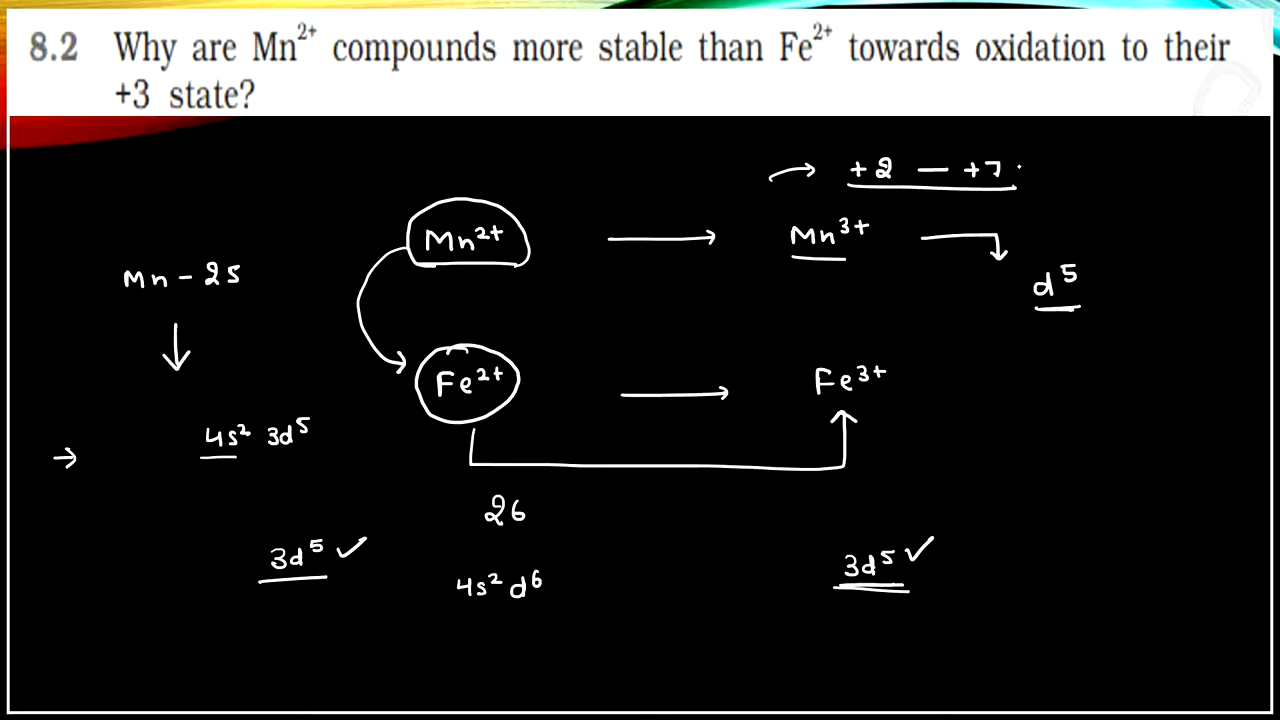 8.2 Why are Mn²⁺ compounds more stable than Fe²⁺ towards oxidation to their
+3 state?
→ +2 — +7
Mn²⁺ → Mn³⁺
Mn - 25
d⁵
Fe²⁺ → Fe³⁺
→ 4s² 3d⁵
26
3d⁵ ✓
3d⁵ ✓
4s² d⁶